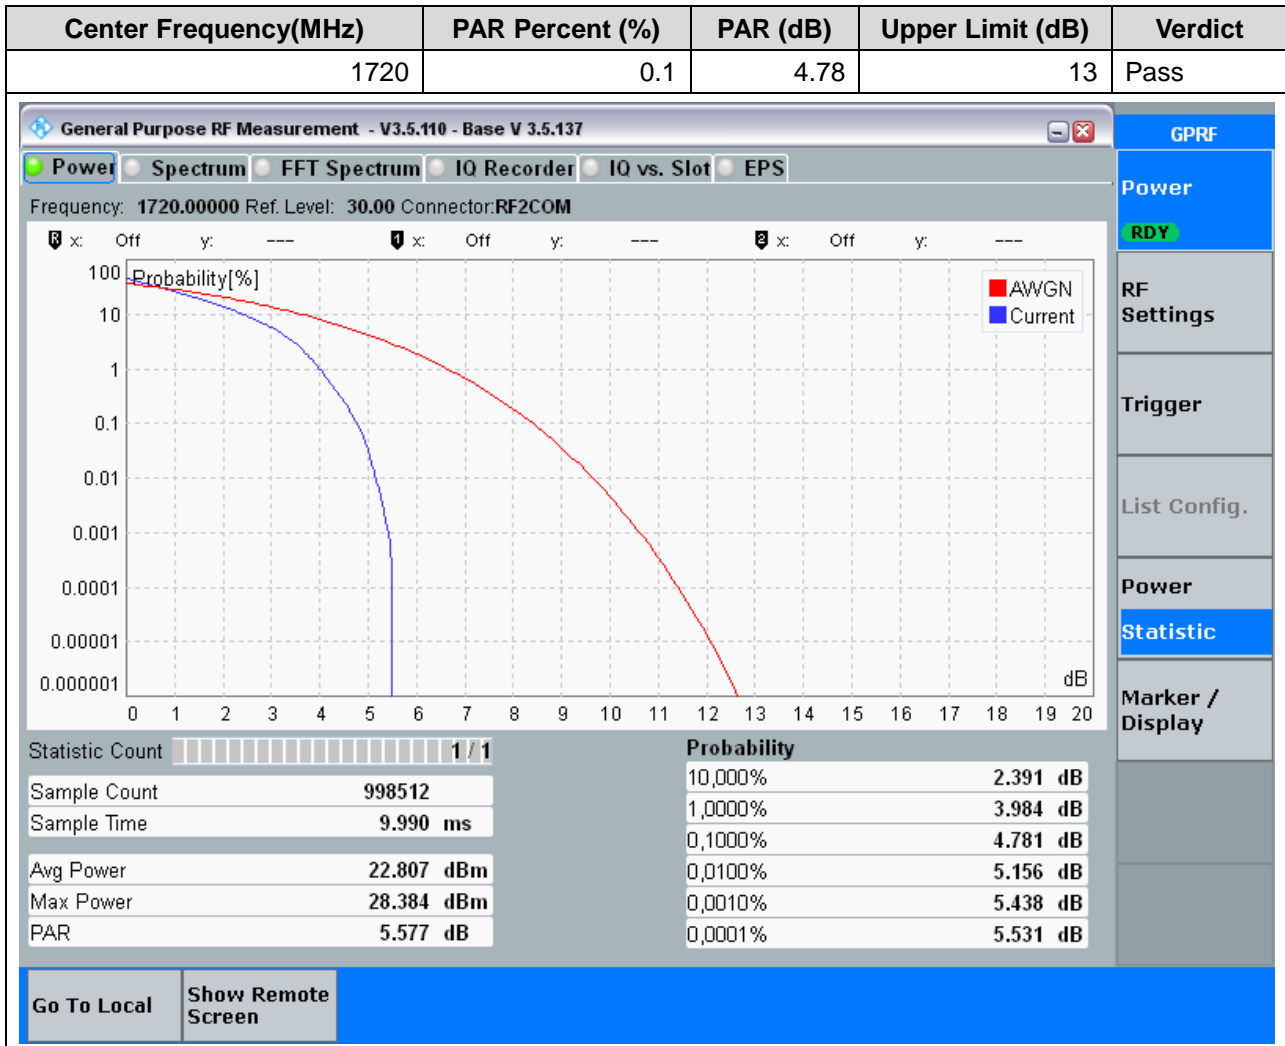 Center Frequency(MHz) PAR Percent (%) PAR (dB) Upper Limit (dB) Verdict
1720 0.1 4.78 13 Pass
General Purpose RF Measurement - V3.5.110 - Base V 3.5.137
GPRF
Power Spectrum FFT Spectrum IQ Recorder IQ vs. Slot EPS
Power
RDY
Frequency: 1720.00000 Ref. Level: 30.00 Connector:RF2COM
R x: Off y: --- 1 x: Off y: --- 2 x: Off y: ---
Probability[%]
AWGN
Current
100
10
1
0.1
0.01
0.001
0.0001
0.00001
0.000001
dB
0 1 2 3 4 5 6 7 8 9 10 11 12 13 14 15 16 17 18 19 20
RF
Settings
Trigger
List Config.
Power
Statistic
Marker /
Display
Statistic Count 1 / 1
Sample Count 998512
Sample Time 9.990 ms
Avg Power 22.807 dBm
Max Power 28.384 dBm
PAR 5.577 dB
Probability
10,000% 2.391 dB
1,0000% 3.984 dB
0,1000% 4.781 dB
0,0100% 5.156 dB
0,0010% 5.438 dB
0,0001% 5.531 dB
Go To Local
Show Remote
Screen